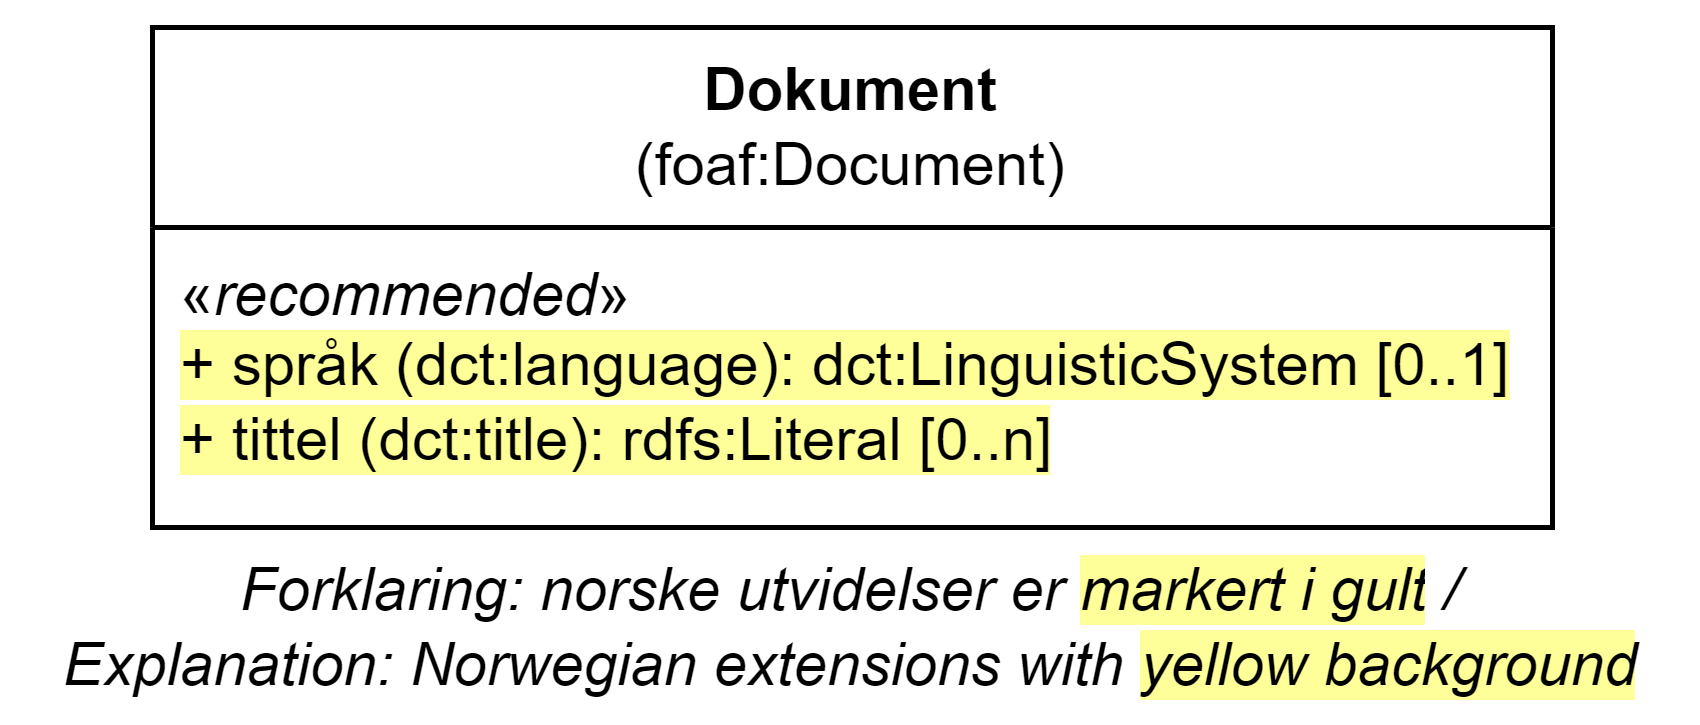 Dokument
(foaf:Document)
«recommended»
+ språk (dct:language): dct:LinguisticSystem [0..1]
+ tittel (dct:title): rdfs:Literal [0..n]
Forklaring: norske utvidelser er markert i gult /
Explanation: Norwegian extensions with yellow background